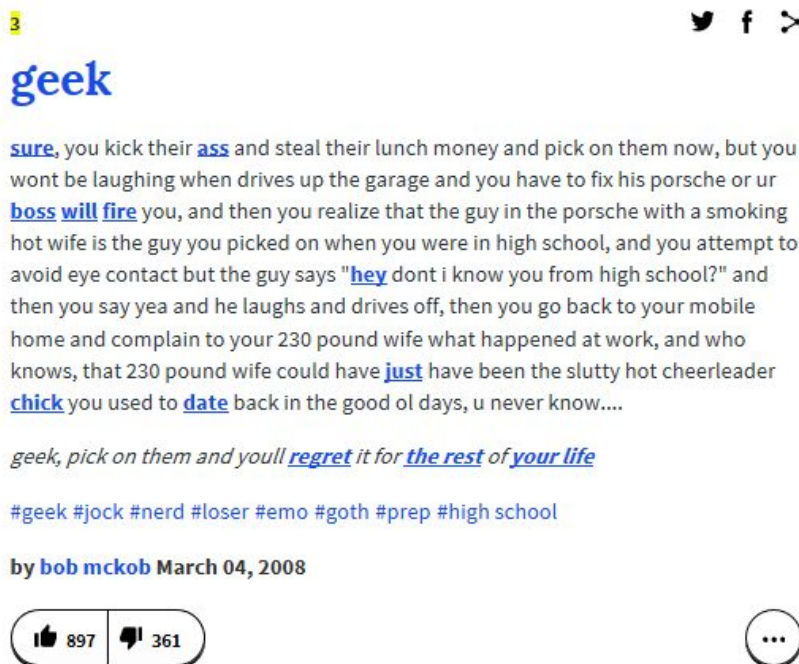 3
geek
sure, you kick their ass and steal their lunch money and pick on them now, but you
wont be laughing when drives up the garage and you have to fix his porsche or ur
boss will fire you, and then you realize that the guy in the porsche with a smoking
hot wife is the guy you picked on when you were in high school, and you attempt to
avoid eye contact but the guy says "hey dont i know you from high school?" and
then you say yea and he laughs and drives off, then you go back to your mobile
home and complain to your 230 pound wife what happened at work, and who
knows, that 230 pound wife could have just have been the slutty hot cheerleader
chick you used to date back in the good ol days, u never know....
geek, pick on them and youll regret it for the rest of your life
#geek #jock #nerd #loser #emo #goth #prep #high school
by bob mckob March 04, 2008
897 361